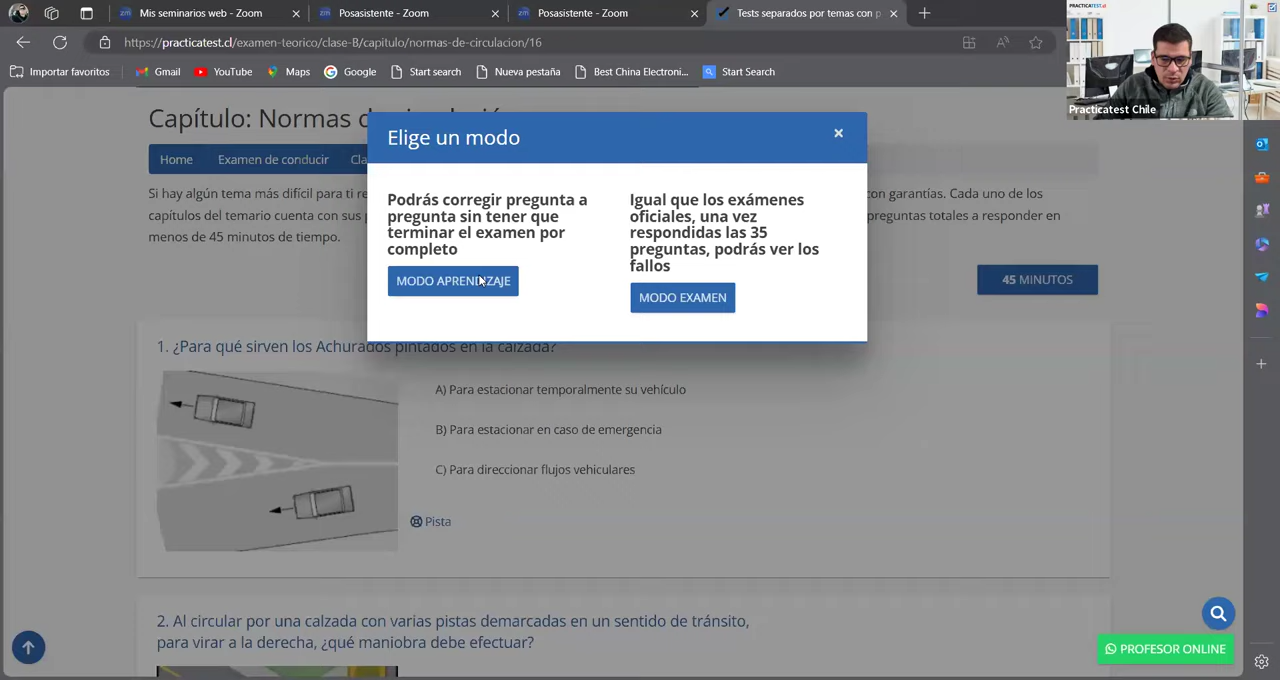 Mis seminarios web - Zoom
Posasistente - Zoom
Posasistente - Zoom
Tests separados por temas con p
https://practicatest.cl/examen-teorico/clase-B/capitulo/normas-de-circulacion/16
Importar favoritos
Gmail
YouTube
Maps
Google
Start search
Nueva pestaña
Best China Electroni...
Start Search
PRACTICATEST.cl
Practicatest Chile
Capítulo: Normas
Home
Examen de conducir
Cla
Si hay algún tema más difícil para ti
con garantías. Cada uno de los
capítulos del temario cuenta con sus
preguntas totales a responder en
menos de 45 minutos de tiempo.
45 MINUTOS
Elige un modo
×
Podrás corregir pregunta a
pregunta sin tener que
terminar el examen por
completo
MODO APRENDIZAJE
Igual que los exámenes
oficiales, una vez
respondidas las 35
preguntas, podrás ver los
fallos
MODO EXAMEN
1. ¿Para qué sirven los Achurados pintados en la calzada?
A) Para estacionar temporalmente su vehículo
B) Para estacionar en caso de emergencia
C) Para direccionar flujos vehiculares
Pista
2. Al circular por una calzada con varias pistas demarcadas en un sentido de tránsito,
para virar a la derecha, ¿qué maniobra debe efectuar?
PROFESOR ONLINE